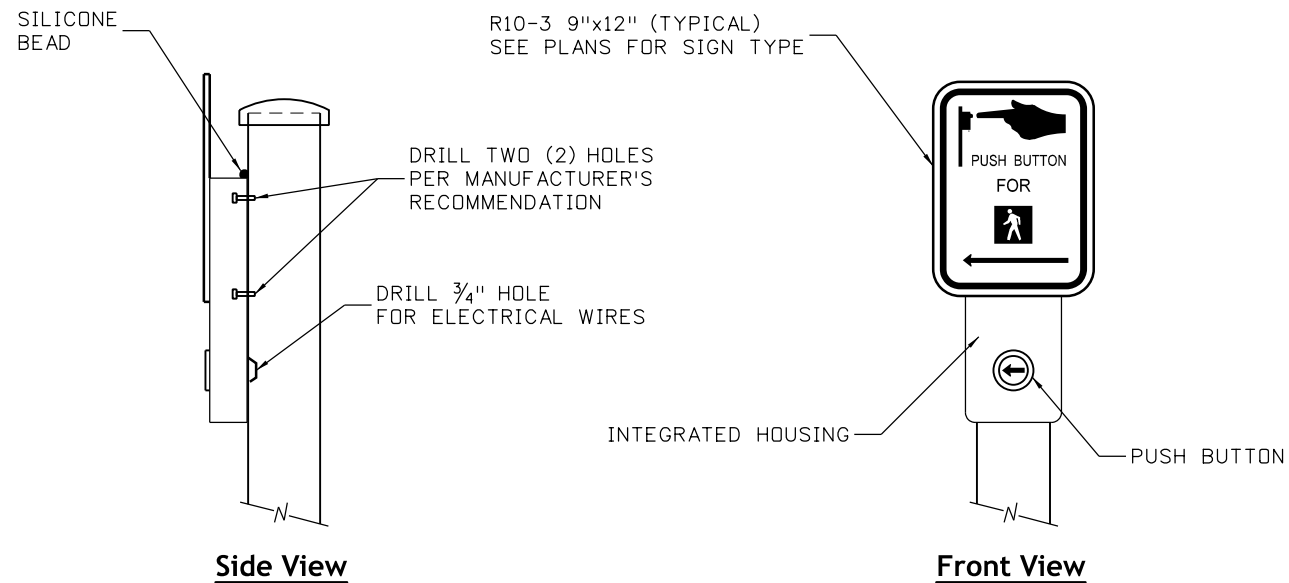 SILICONE
BEAD
DRILL TWO (2) HOLES
PER MANUFACTURER'S
RECOMMENDATION
DRILL ¾" HOLE
FOR ELECTRICAL WIRES
N
Side View
R10-3 9"x12" (TYPICAL)
SEE PLANS FOR SIGN TYPE
PUSH BUTTON
FOR
INTEGRATED HOUSING
PUSH BUTTON
N
Front View